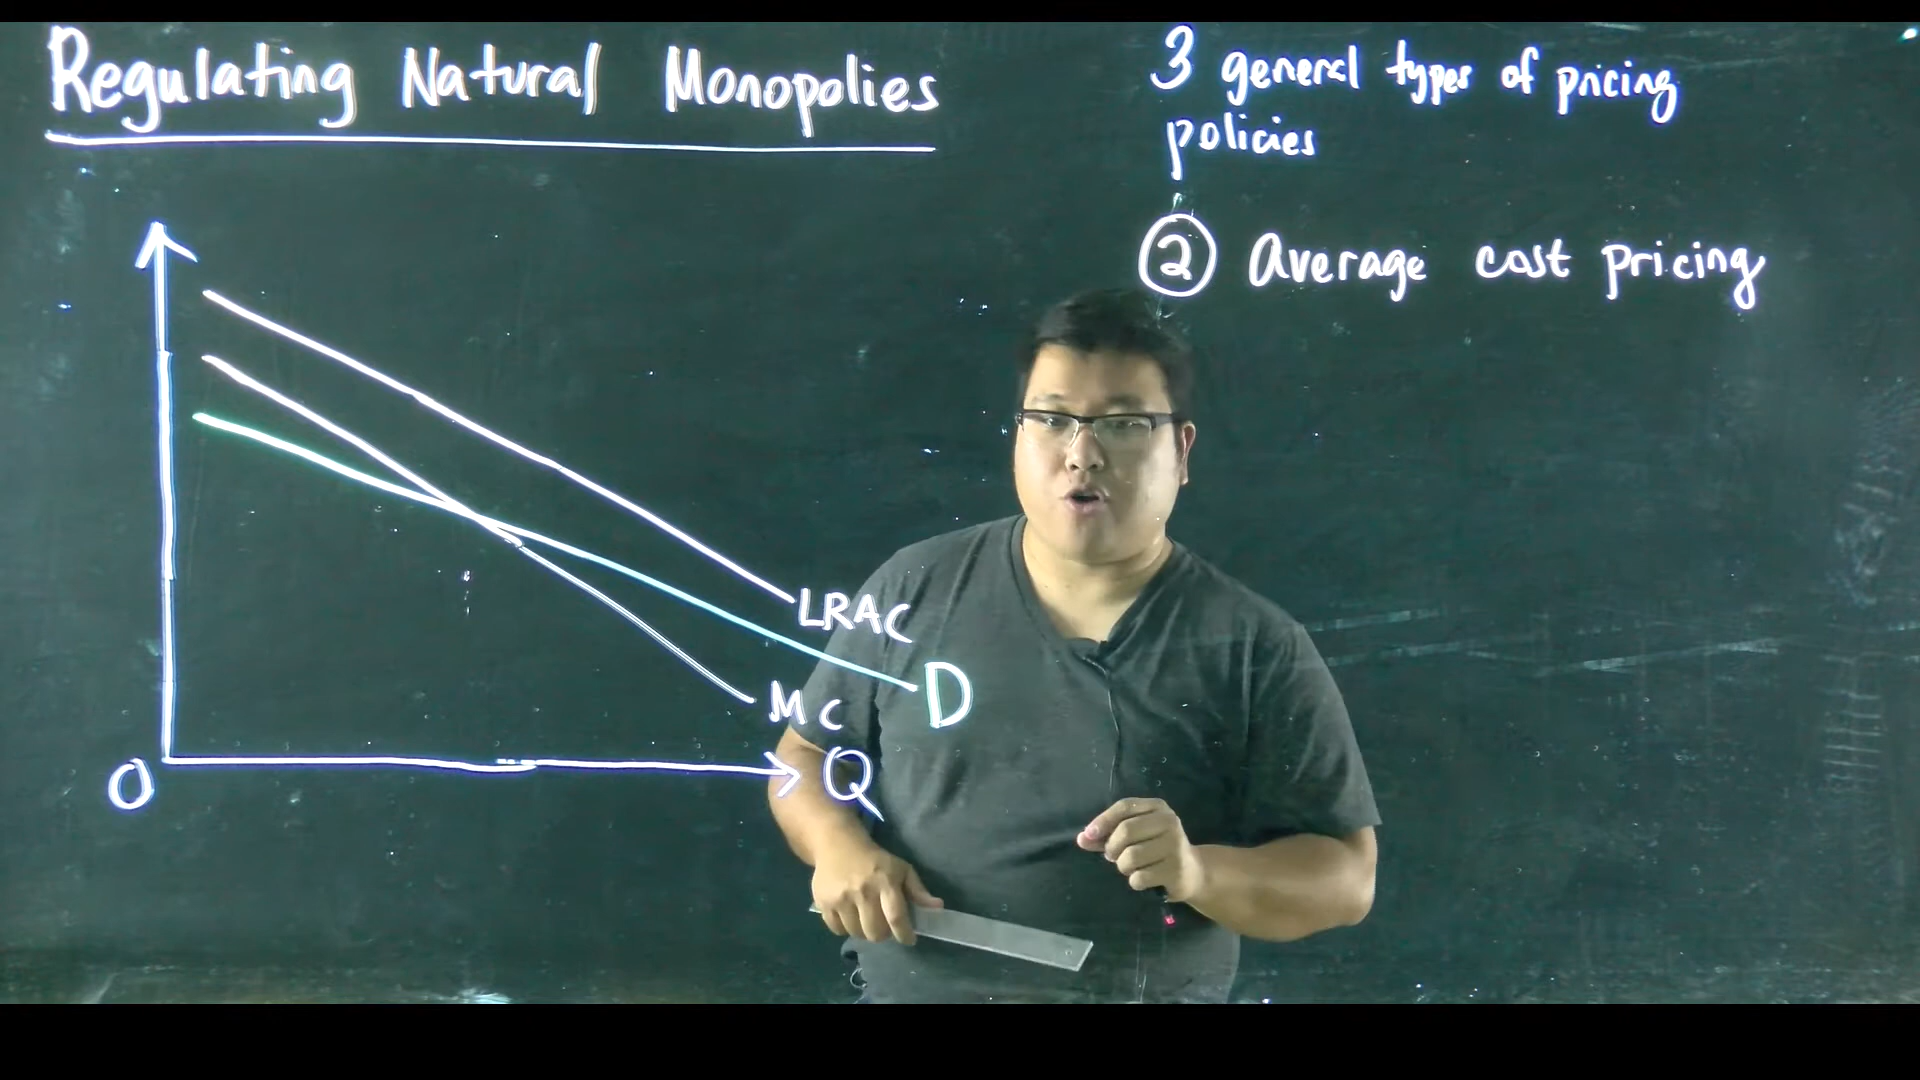 Regulating Natural Monopolies
3 general types of pricing
policies
② Average cost pricing
LRAC
D
MC
Q
O